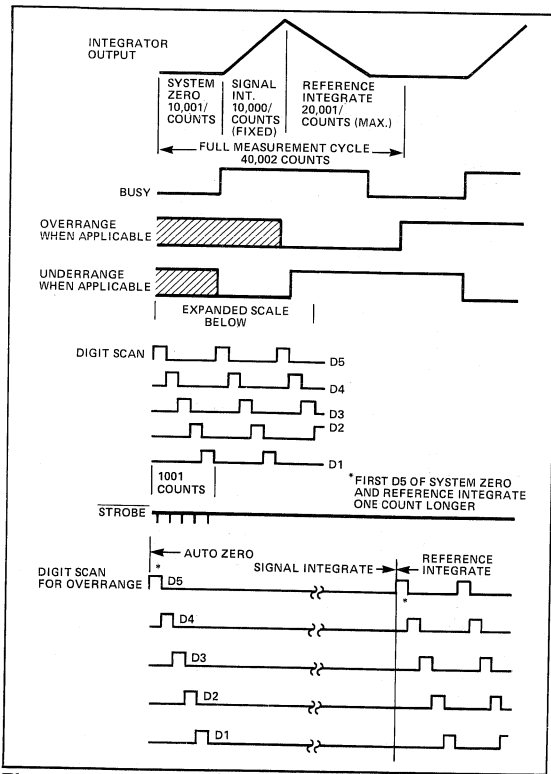 INTEGRATOR
OUTPUT
SYSTEM
ZERO
10,001/
COUNTS
SIGNAL
INT.
10,000/
COUNTS
(FIXED)
REFERENCE
INTEGRATE
20,001/
COUNTS (MAX.)
FULL MEASUREMENT CYCLE
40,002 COUNTS
BUSY
OVERRANGE
WHEN APPLICABLE
UNDERRANGE
WHEN APPLICABLE
EXPANDED SCALE
BELOW
DIGIT SCAN
D5
D4
D3
D2
D1
1001
COUNTS
*FIRST D5 OF SYSTEM ZERO
AND REFERENCE INTEGRATE
ONE COUNT LONGER
STROBE
AUTO ZERO
SIGNAL INTEGRATE
REFERENCE
INTEGRATE
DIGIT SCAN
FOR OVERRANGE
*
D5
*
D4
D3
D2
D1